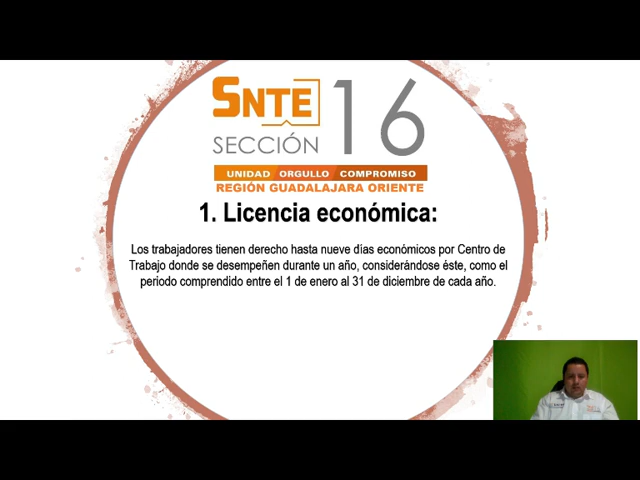 SNTE
SECCIÓN 16
UNIDAD ORGULLO COMPROMISO
REGIÓN GUADALAJARA ORIENTE
1. Licencia económica:
Los trabajadores tienen derecho hasta nueve días económicos por Centro de
Trabajo donde se desempeñen durante un año, considerándose éste, como el
periodo comprendido entre el 1 de enero al 31 de diciembre de cada año.